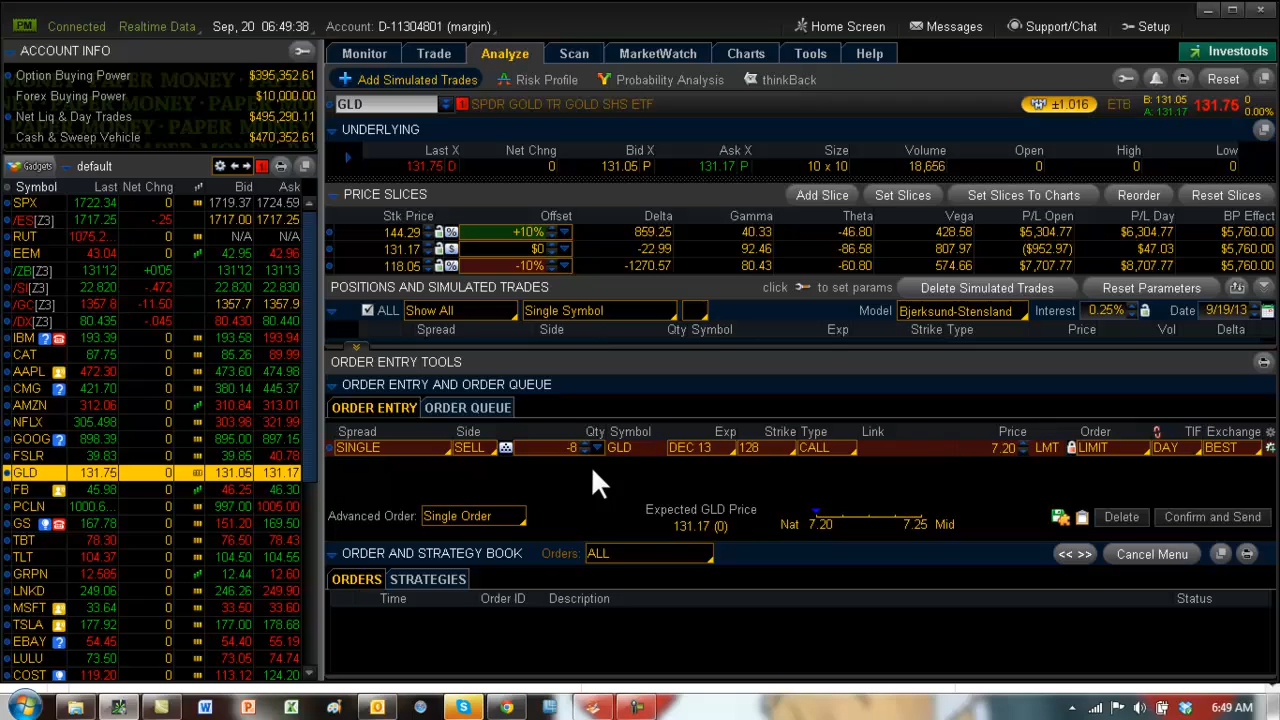 PM Connected Realtime Data Sep, 20 06:49:38 Account: D-11304801 (margin) Home Screen Messages Support/Chat Setup
ACCOUNT INFO
Option Buying Power $395,352.61
Forex Buying Power $10,000.00
Net Liq & Day Trades $495,290.11
Cash & Sweep Vehicle $470,352.61
Gadgets default 1
Symbol Last Net Chng Bid Ask
SPX 1722.34 0 1719.37 1724.59
/ES[Z3] 1717.25 -.25 1717.00 1717.25
RUT 1075.2... 0 N/A N/A
EEM 43.04 0 42.95 42.96
/ZB[Z3] 131'12 +0'05 131'12 131'13
/SI[Z3] 22.820 -.472 22.820 22.830
/GC[Z3] 1357.8 -11.50 1357.7 1357.9
/DX[Z3] 80.435 -.045 80.430 80.440
IBM 193.39 0 193.58 193.94
CAT 87.75 0 85.26 89.99
AAPL 472.30 0 473.60 474.98
CMG 421.70 0 380.14 445.37
AMZN 312.06 0 310.84 313.01
NFLX 305.498 0 303.98 321.99
GOOG 898.39 0 895.00 897.15
FSLR 39.83 0 39.85 40.78
GLD 131.75 0 131.05 131.17
FB 45.98 0 46.25 46.30
PCLN 1000.6... 0 997.00 1005.00
GS 167.78 0 151.20 169.50
TBT 78.30 0 76.50 78.43
TLT 104.37 0 104.50 104.55
GRPN 12.585 0 12.44 12.60
LNKD 249.06 0 246.26 249.90
MSFT 33.64 0 33.50 33.60
TSLA 177.92 0 177.00 178.68
EBAY 54.45 0 54.40 55.19
LULU 73.50 0 73.05 74.74
COST 119.20 0 113.12 124.20
Monitor Trade Analyze Scan MarketWatch Charts Tools Help Investools
Add Simulated Trades Risk Profile Probability Analysis thinkBack Reset
GLD 1 SPDR GOLD TR GOLD SHS ETF ±1.016 ETB B: 131.05 A: 131.17 131.75 0 0.00%
UNDERLYING
Last X Net Chng Bid X Ask X Size Volume Open High Low
131.75 D 0 131.05 P 131.17 P 10 x 10 18,656 0 0 0
PRICE SLICES Add Slice Set Slices Set Slices To Charts Reorder Reset Slices
Stk Price Offset Delta Gamma Theta Vega P/L Open P/L Day BP Effect
144.29 % +10% 859.25 40.33 -46.80 428.58 $5,304.77 $6,304.77 $5,760.00
131.17 $ $0 -22.99 92.46 -86.58 807.97 ($952.97) $47.03 $5,760.00
118.05 % -10% -1270.57 80.43 -60.80 574.66 $7,707.77 $8,707.77 $5,760.00
POSITIONS AND SIMULATED TRADES click to set params Delete Simulated Trades Reset Parameters
ALL Show All Single Symbol Model Bjerksund-Stensland Interest 0.25% Date 9/19/13
Spread Side Qty Symbol Exp Strike Type Price Vol Delta
ORDER ENTRY TOOLS
ORDER ENTRY AND ORDER QUEUE
ORDER ENTRY ORDER QUEUE
Spread Side Qty Symbol Exp Strike Type Link Price Order TIF Exchange
SINGLE SELL -8 GLD DEC 13 128 CALL 7.20 LMT LIMIT DAY BEST
Advanced Order: Single Order Expected GLD Price 131.17 (0) Nat 7.20 7.25 Mid Delete Confirm and Send
ORDER AND STRATEGY BOOK Orders: ALL << >> Cancel Menu
ORDERS STRATEGIES
Time Order ID Description Status
6:49 AM